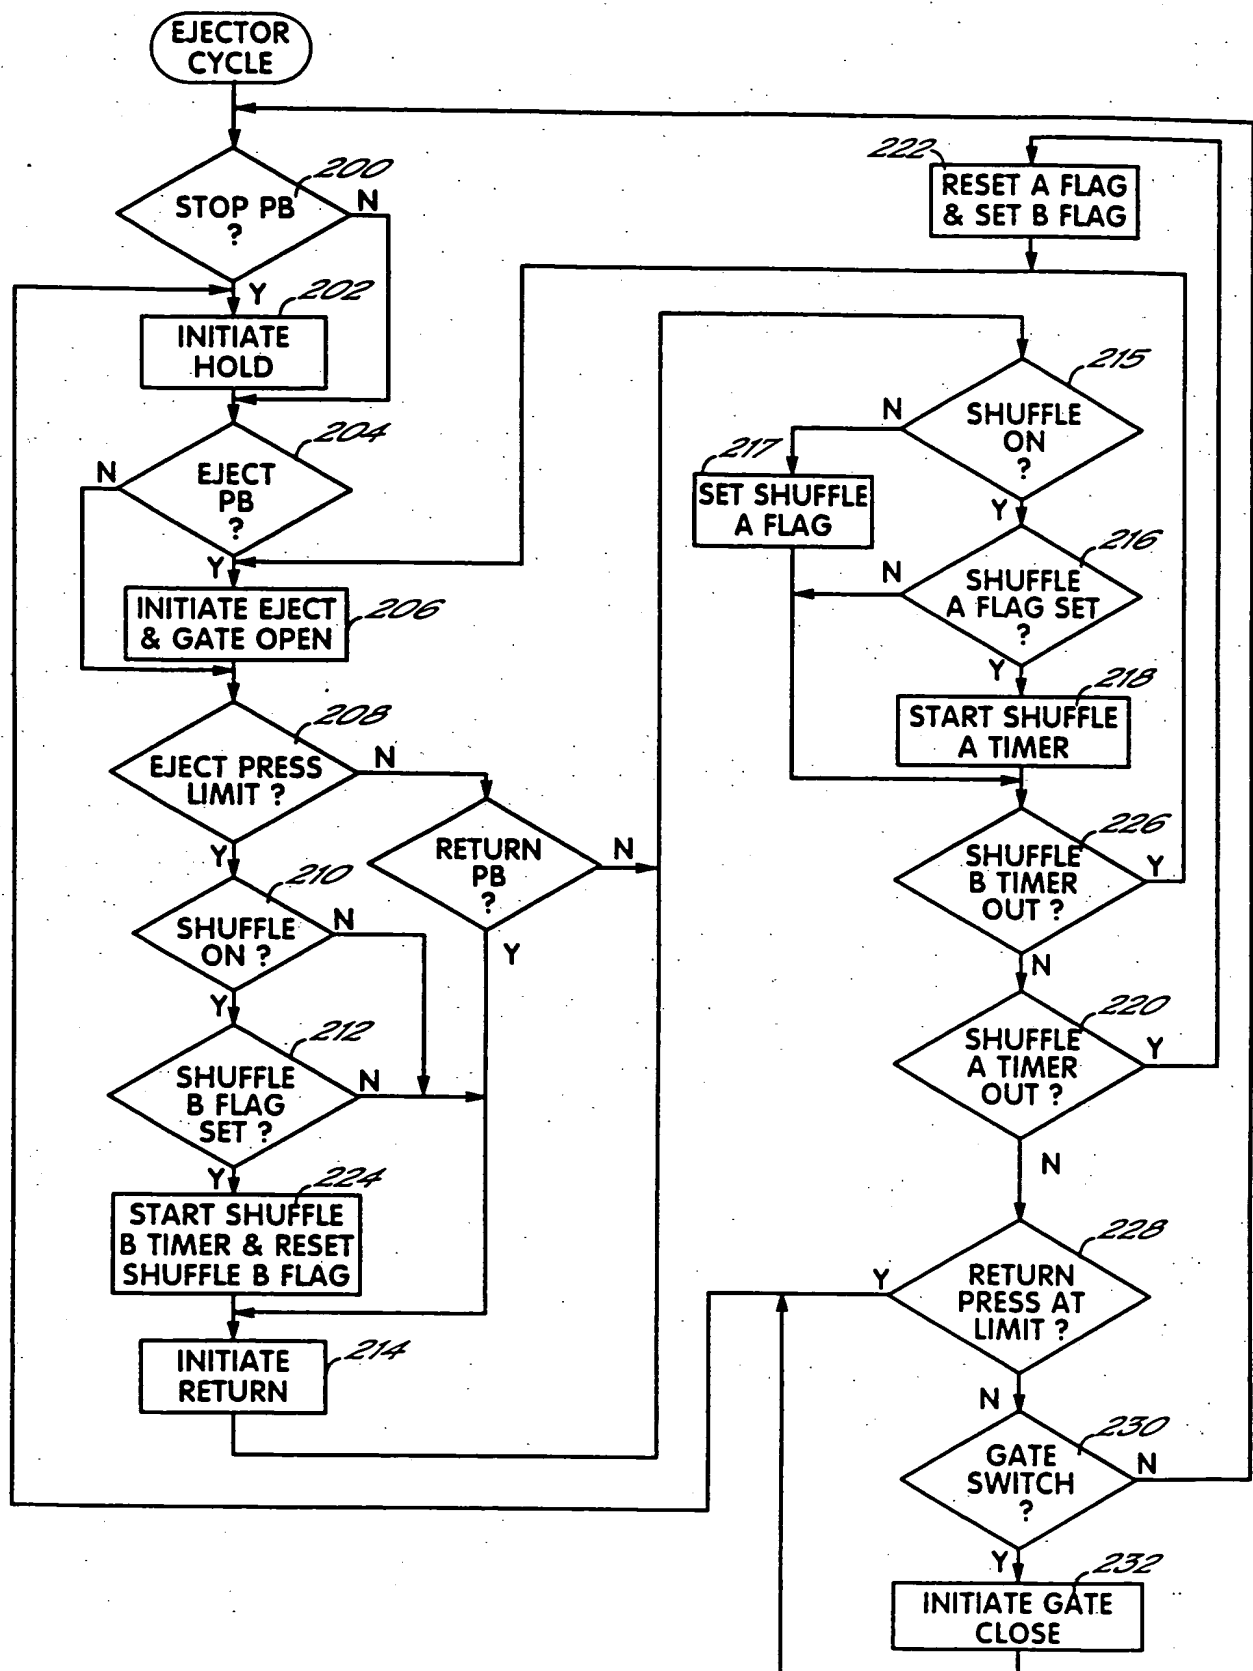 EJECTOR
CYCLE
200
STOP PB
?
N
Y
202
INITIATE
HOLD
204
N
EJECT
PB
?
Y
INITIATE EJECT
& GATE OPEN
206
208
EJECT PRESS
LIMIT ?
N
Y
RETURN
PB
?
N
Y
210
SHUFFLE
ON ?
N
Y
212
SHUFFLE
B FLAG
SET ?
N
Y
224
START SHUFFLE
B TIMER & RESET
SHUFFLE B FLAG
INITIATE
RETURN
214
222
RESET A FLAG
& SET B FLAG
215
SHUFFLE
ON
?
N
Y
217
SET SHUFFLE
A FLAG
216
SHUFFLE
A FLAG SET
?
N
Y
218
START SHUFFLE
A TIMER
226
SHUFFLE
B TIMER
OUT ?
Y
N
220
SHUFFLE
A TIMER
OUT ?
Y
N
228
RETURN
PRESS AT
LIMIT ?
Y
N
230
GATE
SWITCH
?
N
Y
232
INITIATE GATE
CLOSE